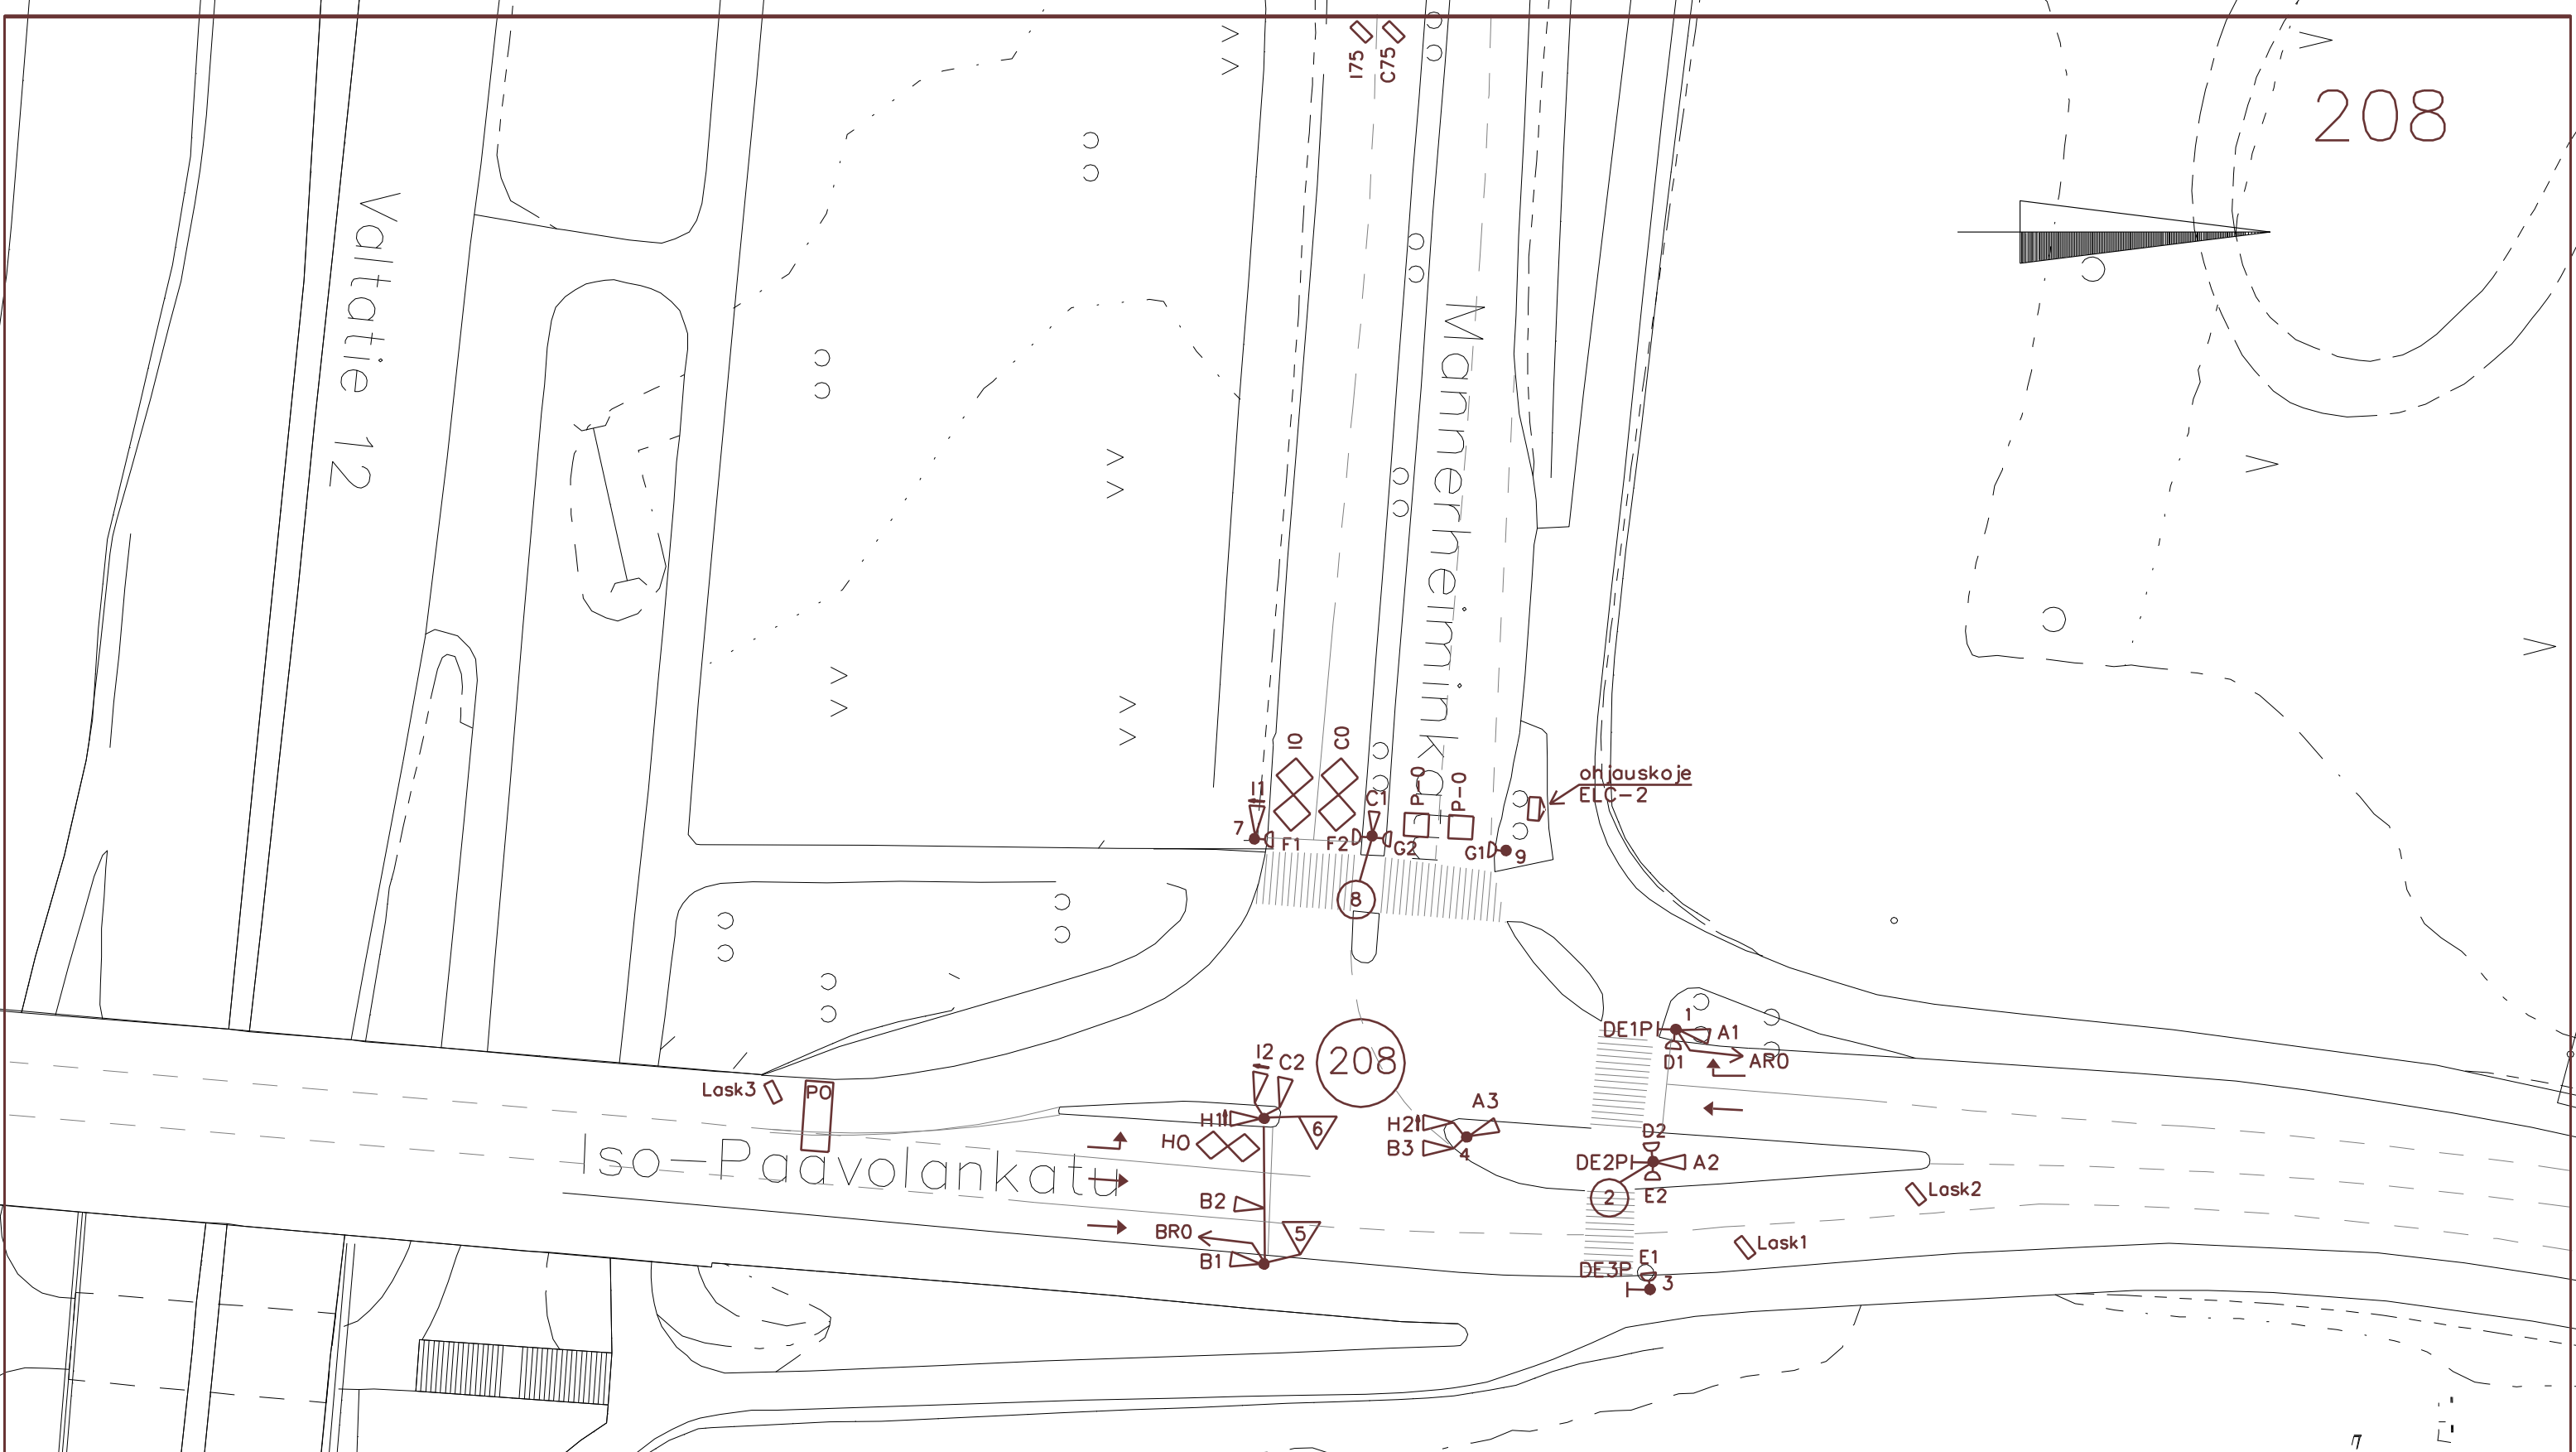 I75
C75
208
Valtatie 12
Mannerheiminka
I0
C0
I1
7
F1
F2
C1
G2
P-0
P-0
G1
9
ohjauskoje
ELC-2
8
208
1
DE1P
A1
D1
AR0
I2
C2
Lask3
P0
H1
6
H0
H2
B3
A3
4
D2
DE2P
A2
E2
2
Lask2
Iso-Paavolankatu
B2
BR0
5
B1
Lask1
E1
DE3P
3